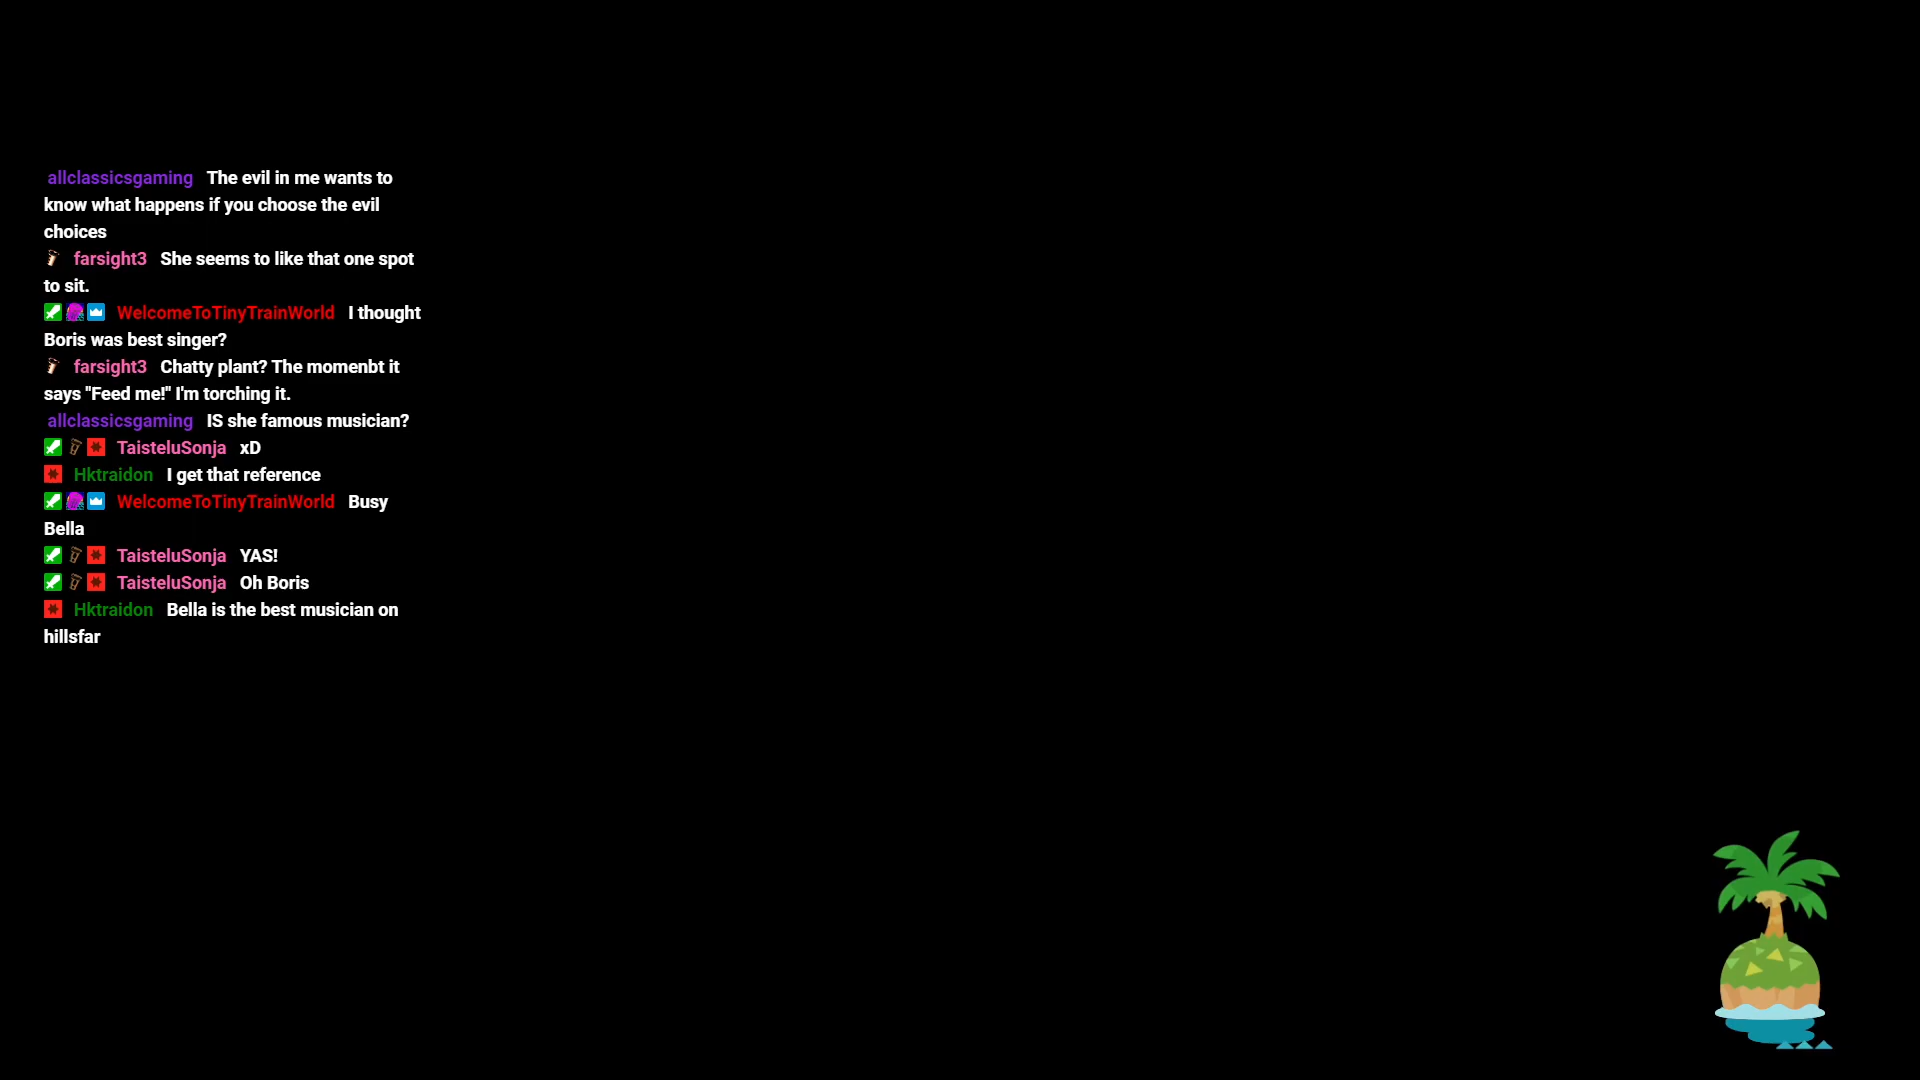 allclassicsgaming The evil in me wants to
know what happens if you choose the evil
choices
farsight3 She seems to like that one spot
to sit.
WelcomeToTinyTrainWorld I thought
Boris was best singer?
farsight3 Chatty plant? The momenbt it
says "Feed me!" I'm torching it.
allclassicsgaming IS she famous musician?
TaisteluSonja xD
Hktraidon I get that reference
WelcomeToTinyTrainWorld Busy
Bella
TaisteluSonja YAS!
TaisteluSonja Oh Boris
Hktraidon Bella is the best musician on
hillsfar